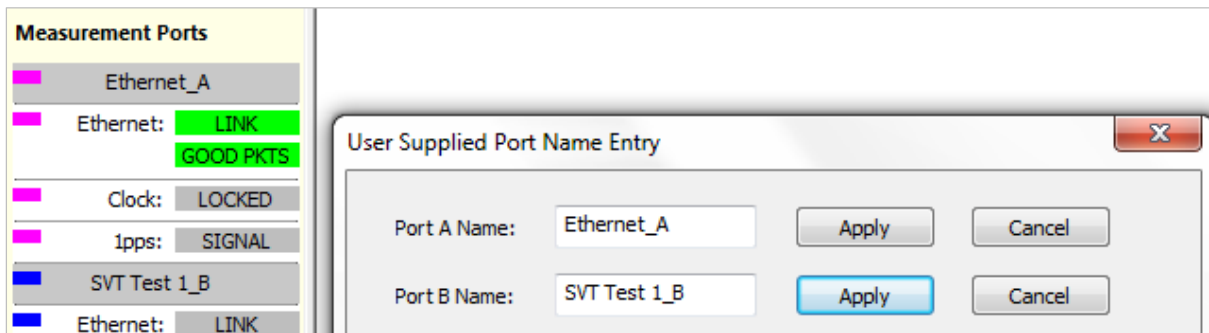 Measurement Ports
Ethernet_A
Ethernet: LINK
GOOD PKTS
Clock: LOCKED
1pps: SIGNAL
SVT Test 1_B
Ethernet: LINK
User Supplied Port Name Entry
Port A Name: Ethernet_A Apply Cancel
Port B Name: SVT Test 1_B Apply Cancel